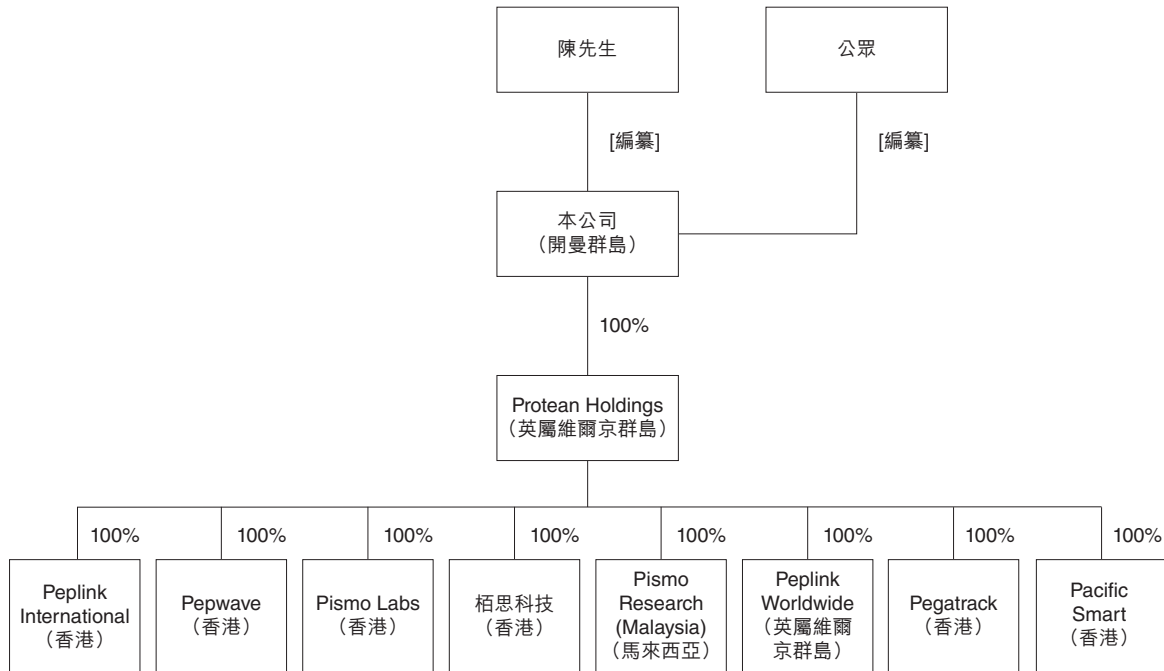 陳先生
公眾
[編纂]
[編纂]
本公司
（開曼群島）
100%
Protean Holdings
（英屬維爾京群島）
100%
100%
100%
100%
100%
100%
100%
100%
Peplink
International
（香港）
Pepwave
（香港）
Pismo Labs
（香港）
栢思科技
（香港）
Pismo
Research
(Malaysia)
（馬來西亞）
Peplink
Worldwide
（英屬維爾
京群島）
Pegatrack
（香港）
Pacific
Smart
（香港）